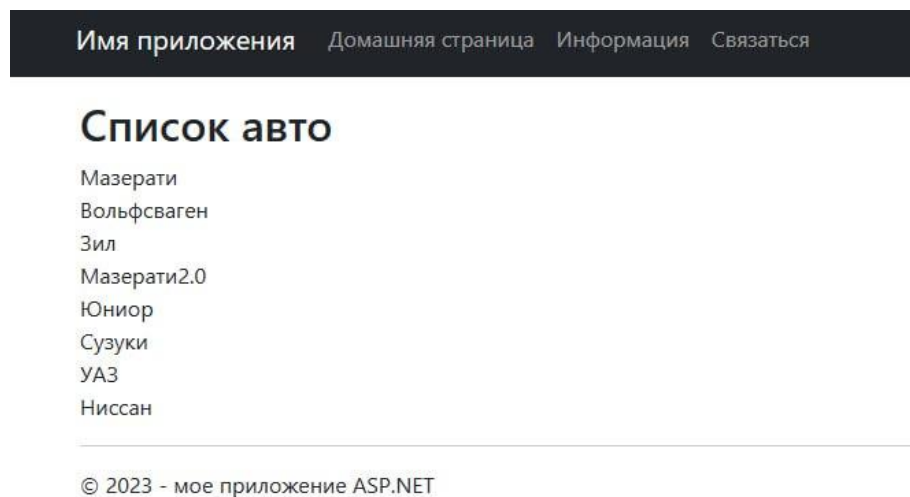 Имя приложения Домашняя страница Информация Связаться
Список авто
Мазерати
Вольфсваген
Зил
Мазерати2.0
Юниор
Сузуки
УАЗ
Ниссан
© 2023 - мое приложение ASP.NET